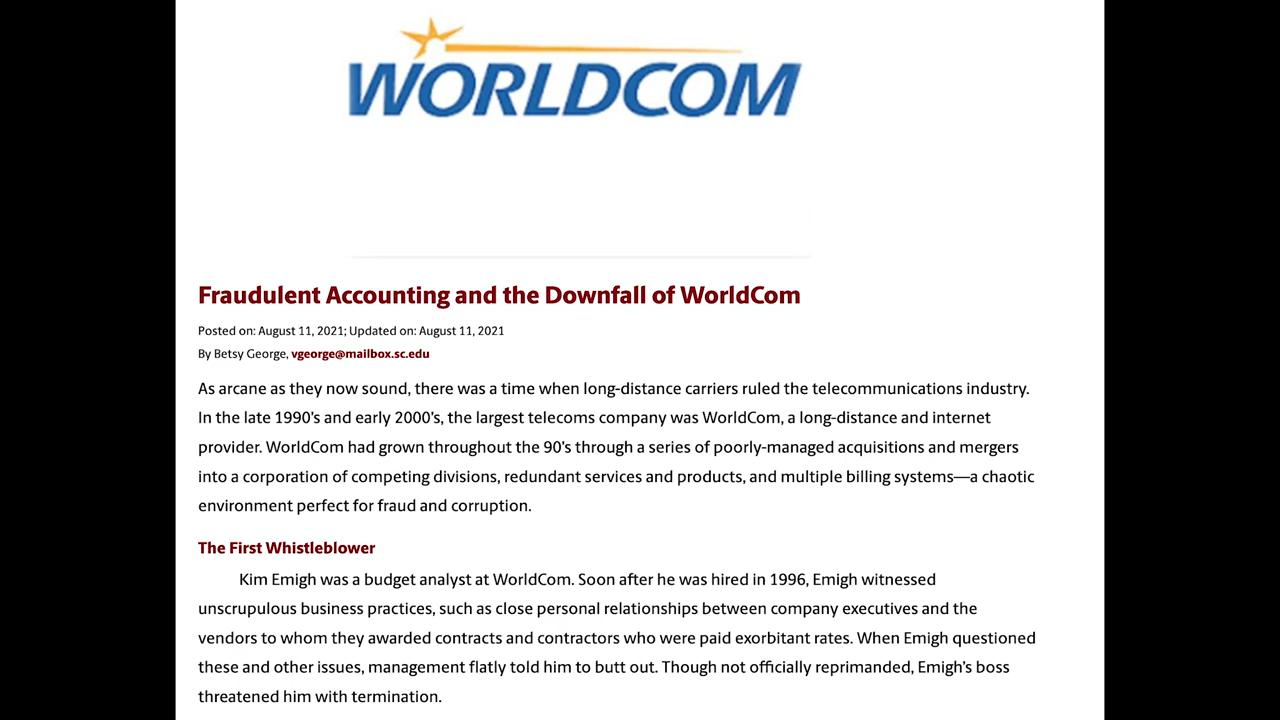 WORLDCOM
Fraudulent Accounting and the Downfall of WorldCom
Posted on: August 11, 2021; Updated on: August 11, 2021
By Betsy George, vgeorge@mailbox.sc.edu
As arcane as they now sound, there was a time when long-distance carriers ruled the telecommunications industry.
In the late 1990's and early 2000's, the largest telecoms company was WorldCom, a long-distance and internet
provider. WorldCom had grown throughout the 90's through a series of poorly-managed acquisitions and mergers
into a corporation of competing divisions, redundant services and products, and multiple billing systems—a chaotic
environment perfect for fraud and corruption.
The First Whistleblower
Kim Emigh was a budget analyst at WorldCom. Soon after he was hired in 1996, Emigh witnessed
unscrupulous business practices, such as close personal relationships between company executives and the
vendors to whom they awarded contracts and contractors who were paid exorbitant rates. When Emigh questioned
these and other issues, management flatly told him to butt out. Though not officially reprimanded, Emigh's boss
threatened him with termination.